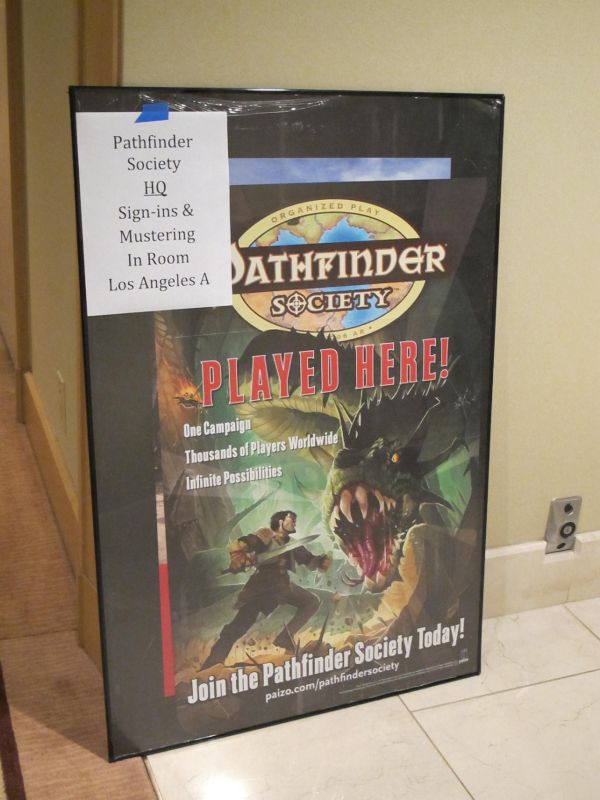 Pathfinder
Society
HQ
Sign-ins &
Mustering
In Room
Los Angeles A
ORGANIZED PLAY
PATHFINDER
SOCIETY™
PLAYED HERE!
One Campaign
Thousands of Players Worldwide
Infinite Possibilities
Join the Pathfinder Society Today!
paizo.com/pathfindersociety